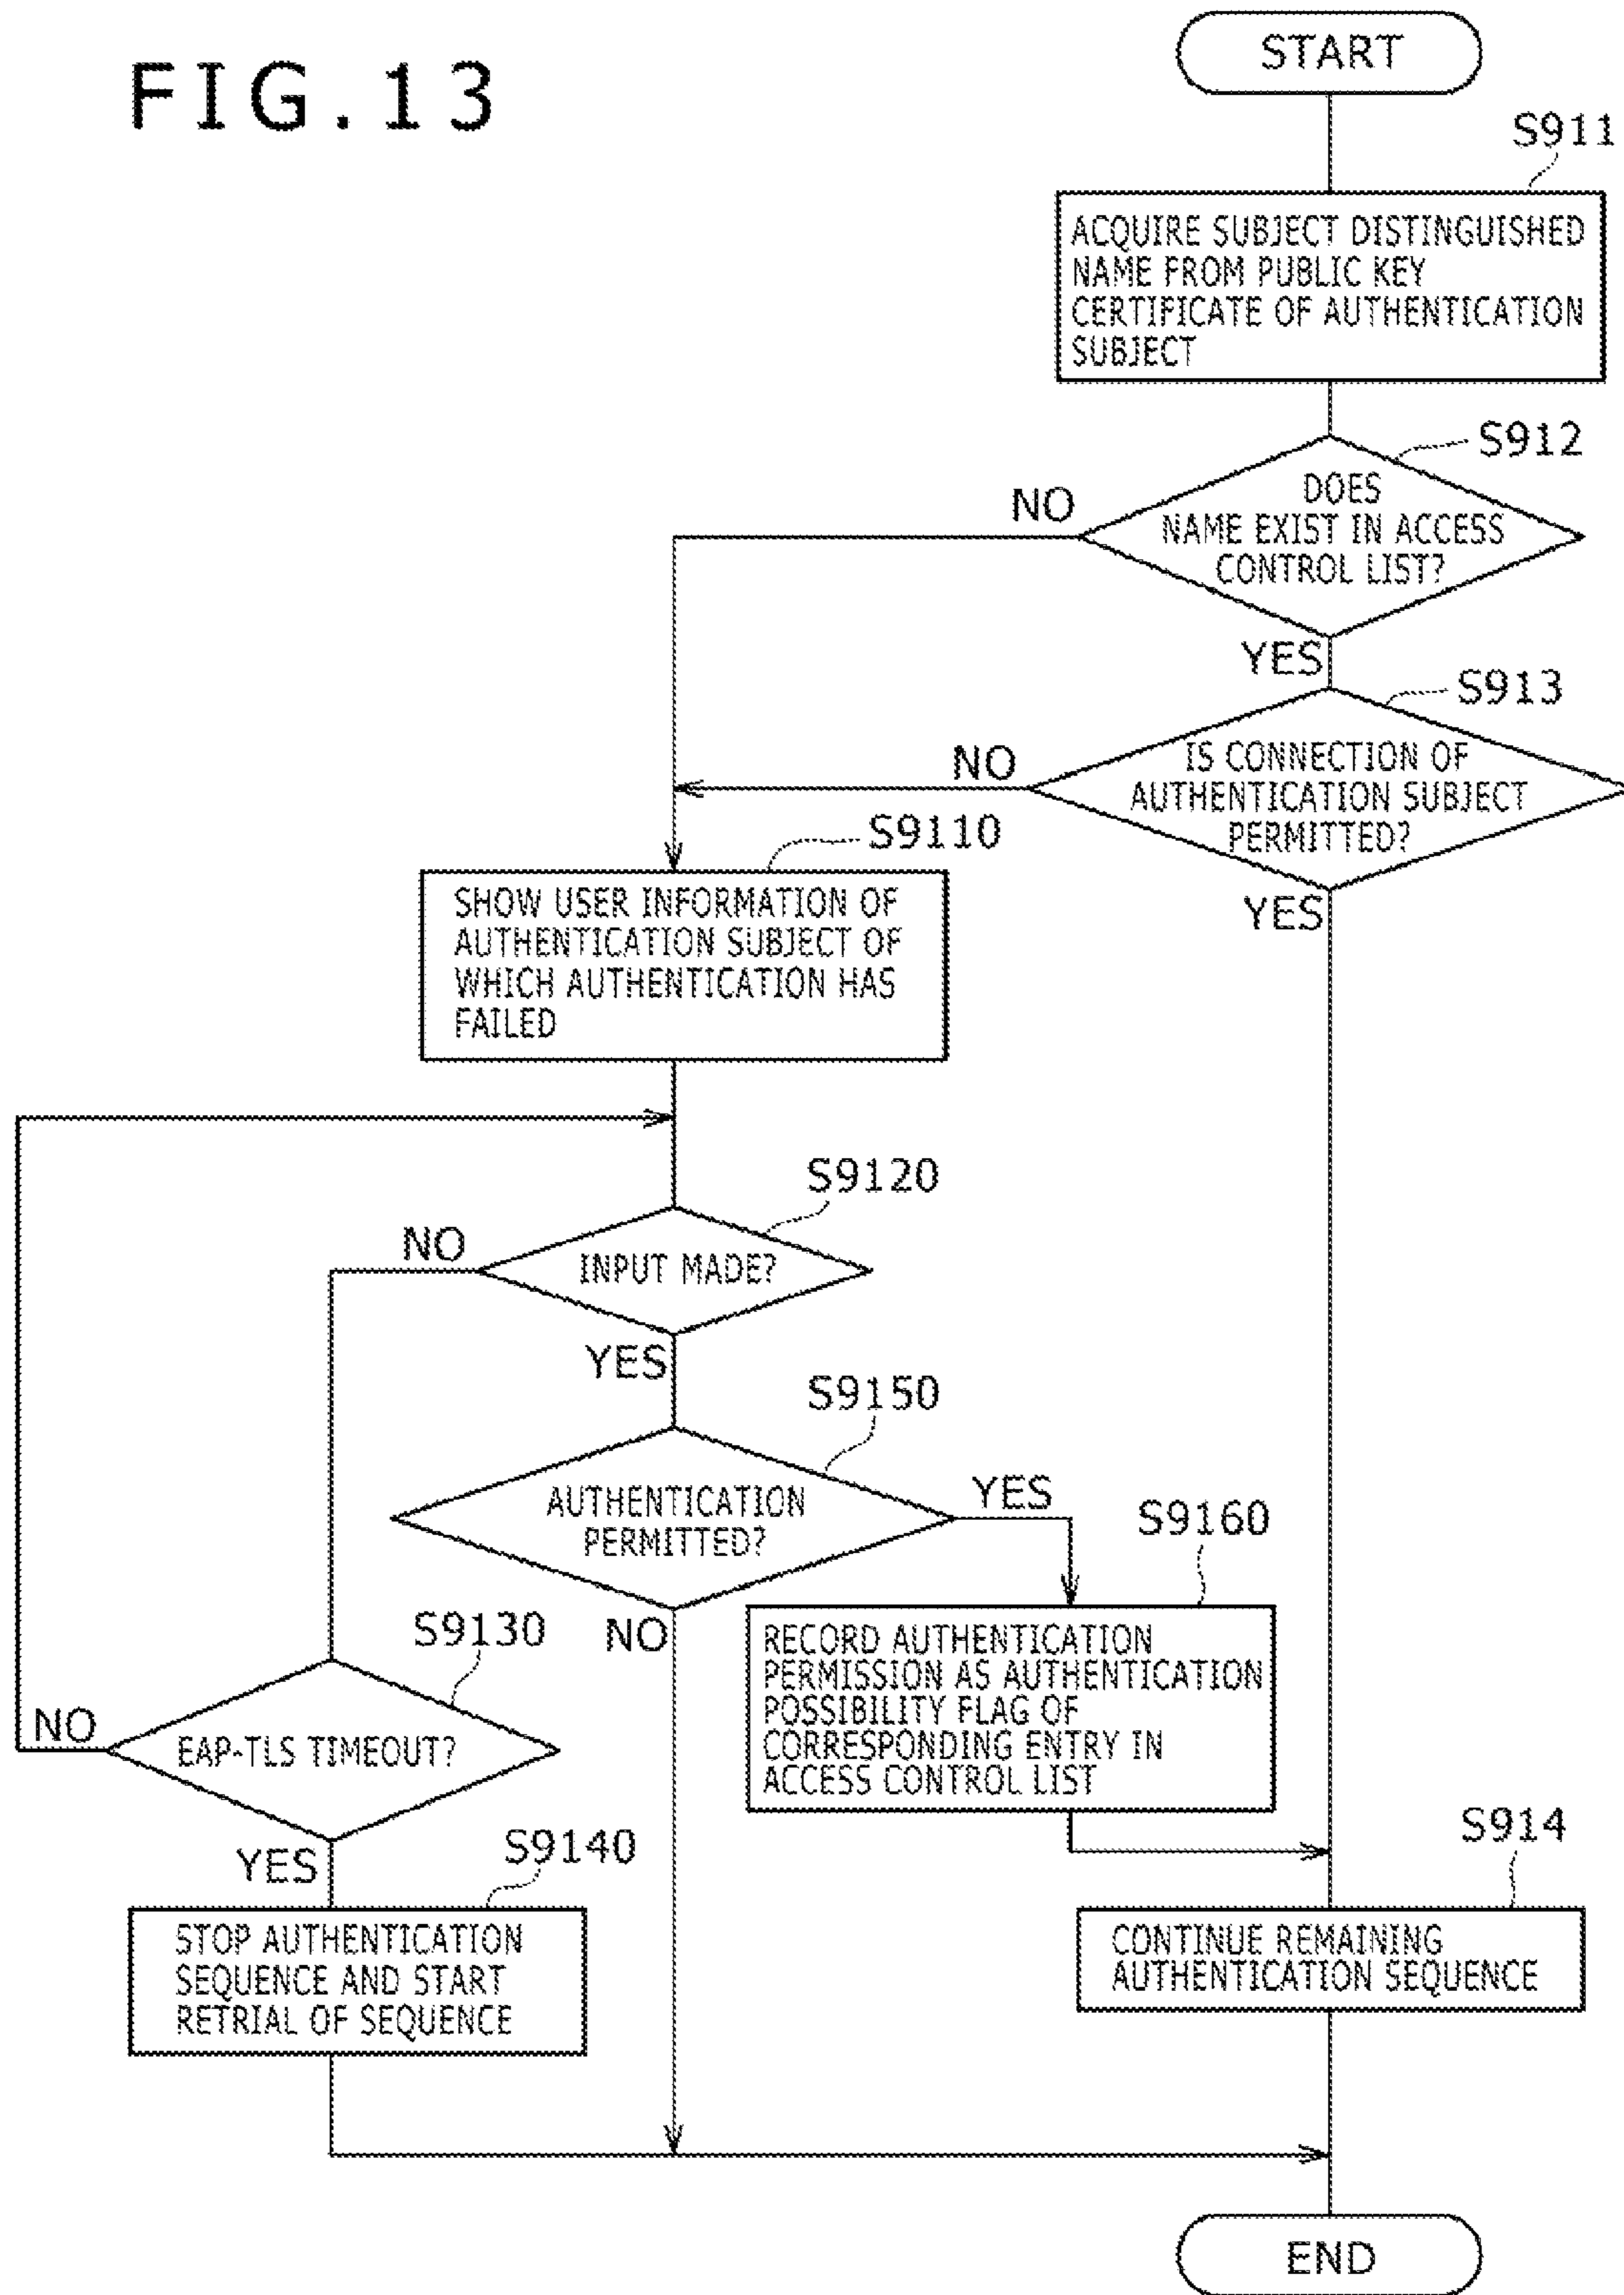 FIG.13
START
S911
ACQUIRE SUBJECT DISTINGUISHED
NAME FROM PUBLIC KEY
CERTIFICATE OF AUTHENTICATION
SUBJECT
S912
NO
DOES
NAME EXIST IN ACCESS
CONTROL LIST?
YES
S913
NO
IS CONNECTION OF
AUTHENTICATION SUBJECT
PERMITTED?
YES
S9110
SHOW USER INFORMATION OF
AUTHENTICATION SUBJECT OF
WHICH AUTHENTICATION HAS
FAILED
S9120
NO
INPUT MADE?
YES
S9150
AUTHENTICATION
PERMITTED?
YES
NO
S9160
RECORD AUTHENTICATION
PERMISSION AS AUTHENTICATION
POSSIBILITY FLAG OF
CORRESPONDING ENTRY IN
ACCESS CONTROL LIST
S9130
NO
EAP-TLS TIMEOUT?
YES
S9140
STOP AUTHENTICATION
SEQUENCE AND START
RETRIAL OF SEQUENCE
S914
CONTINUE REMAINING
AUTHENTICATION SEQUENCE
END